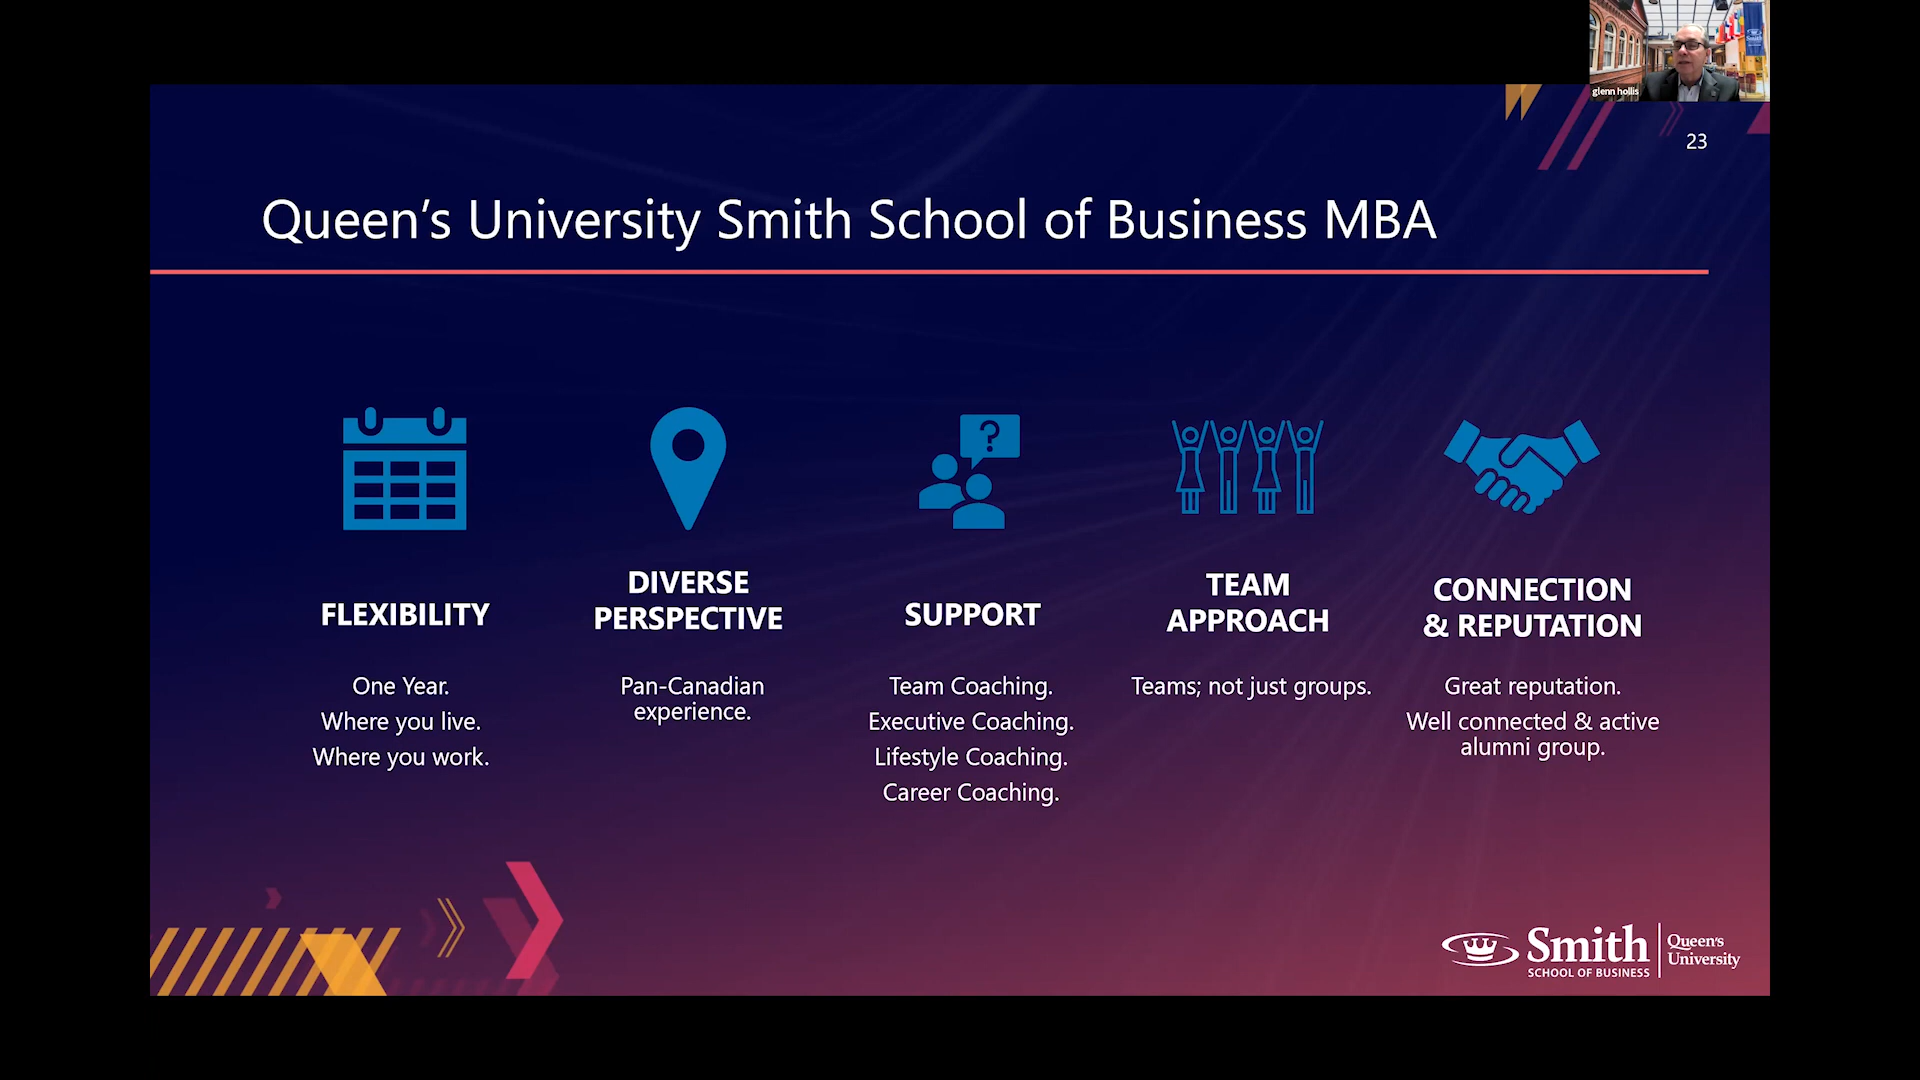 glenn hollis
23
Queen's University Smith School of Business MBA
?
FLEXIBILITY
One Year.
Where you live.
Where you work.
DIVERSE
PERSPECTIVE
Pan-Canadian
experience.
SUPPORT
Team Coaching.
Executive Coaching.
Lifestyle Coaching.
Career Coaching.
TEAM
APPROACH
Teams; not just groups.
CONNECTION
& REPUTATION
Great reputation.
Well connected & active
alumni group.
Smith
SCHOOL OF BUSINESS
Queen's
University